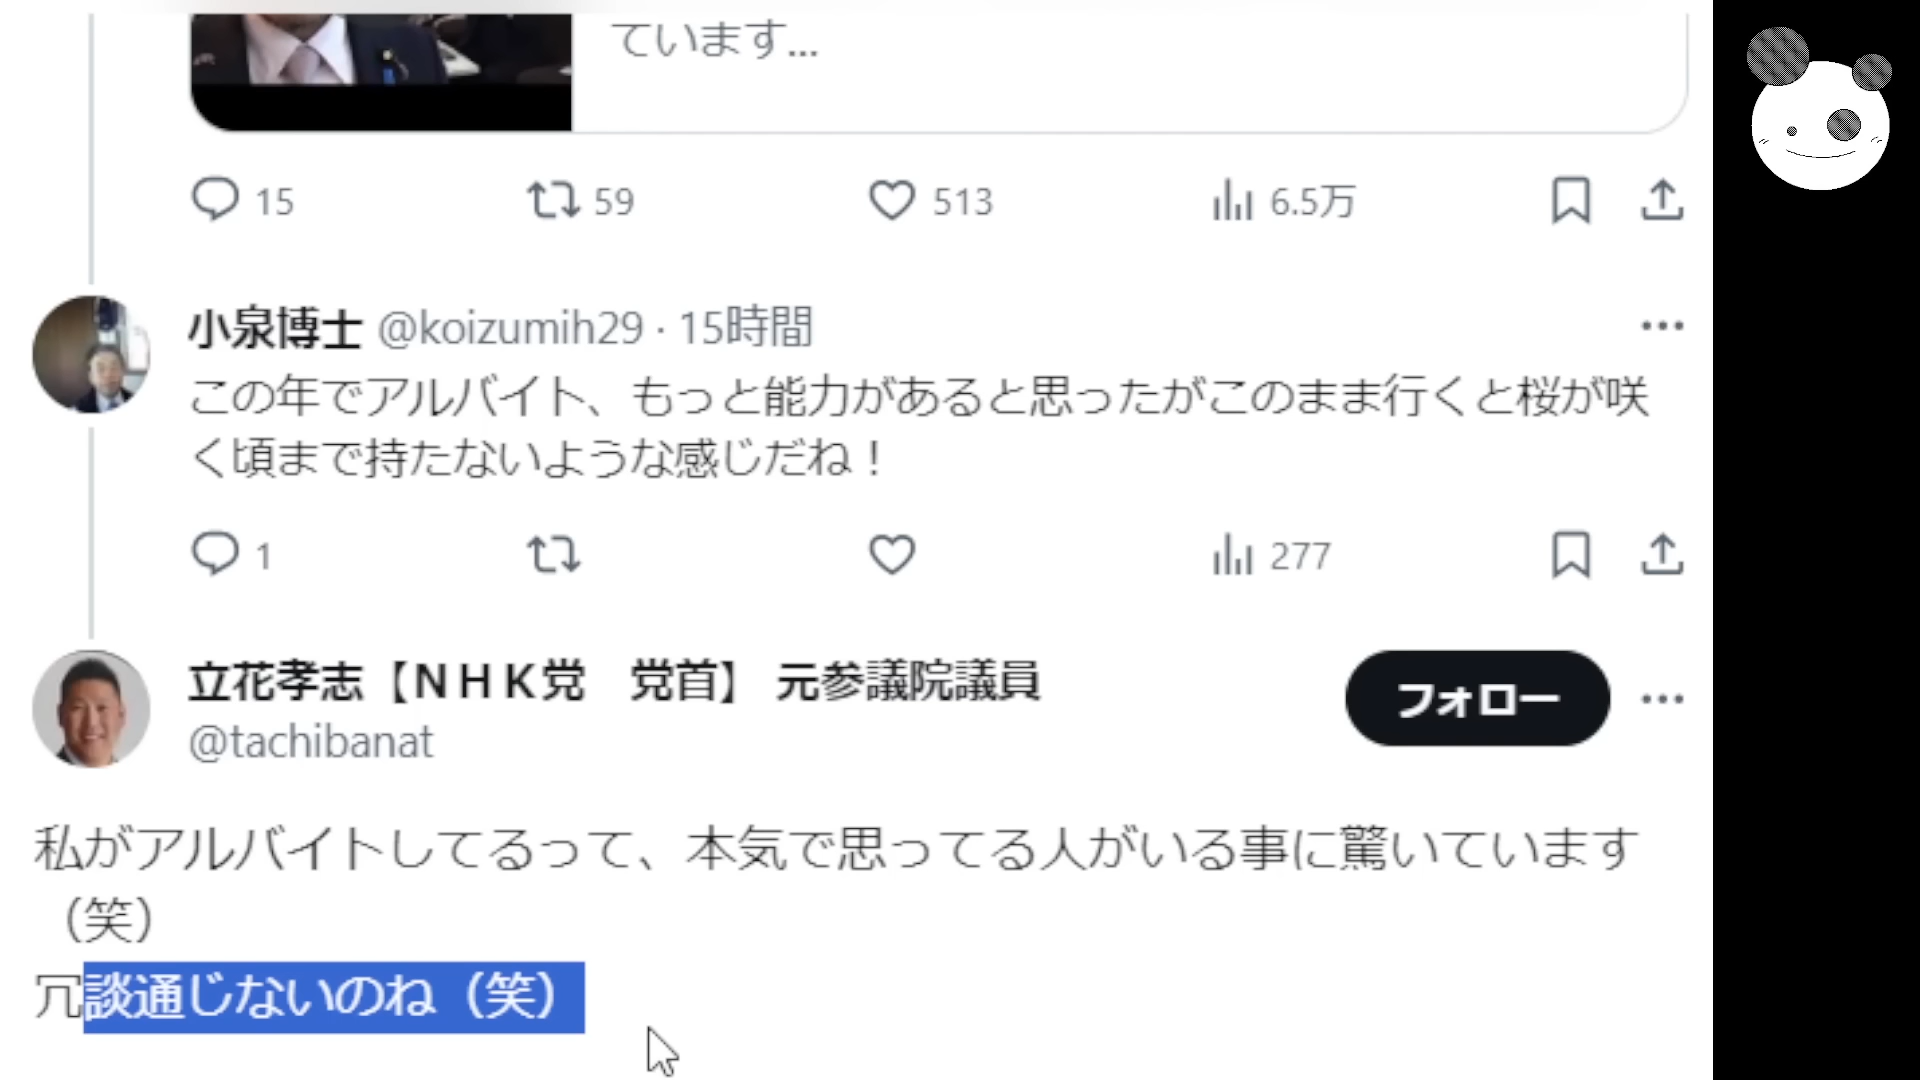 ています...
15 59 513 6.5万
小泉博士 @koizumih29 · 15時間
この年でアルバイト、もっと能力があると思ったがこのまま行くと桜が咲
く頃まで持たないような感じだね！
1 277
立花孝志【ＮＨＫ党　党首】 元参議院議員
フォロー
@tachibanat
私がアルバイトしてるって、本気で思ってる人がいる事に驚いています
（笑）
冗談通じないのね（笑）